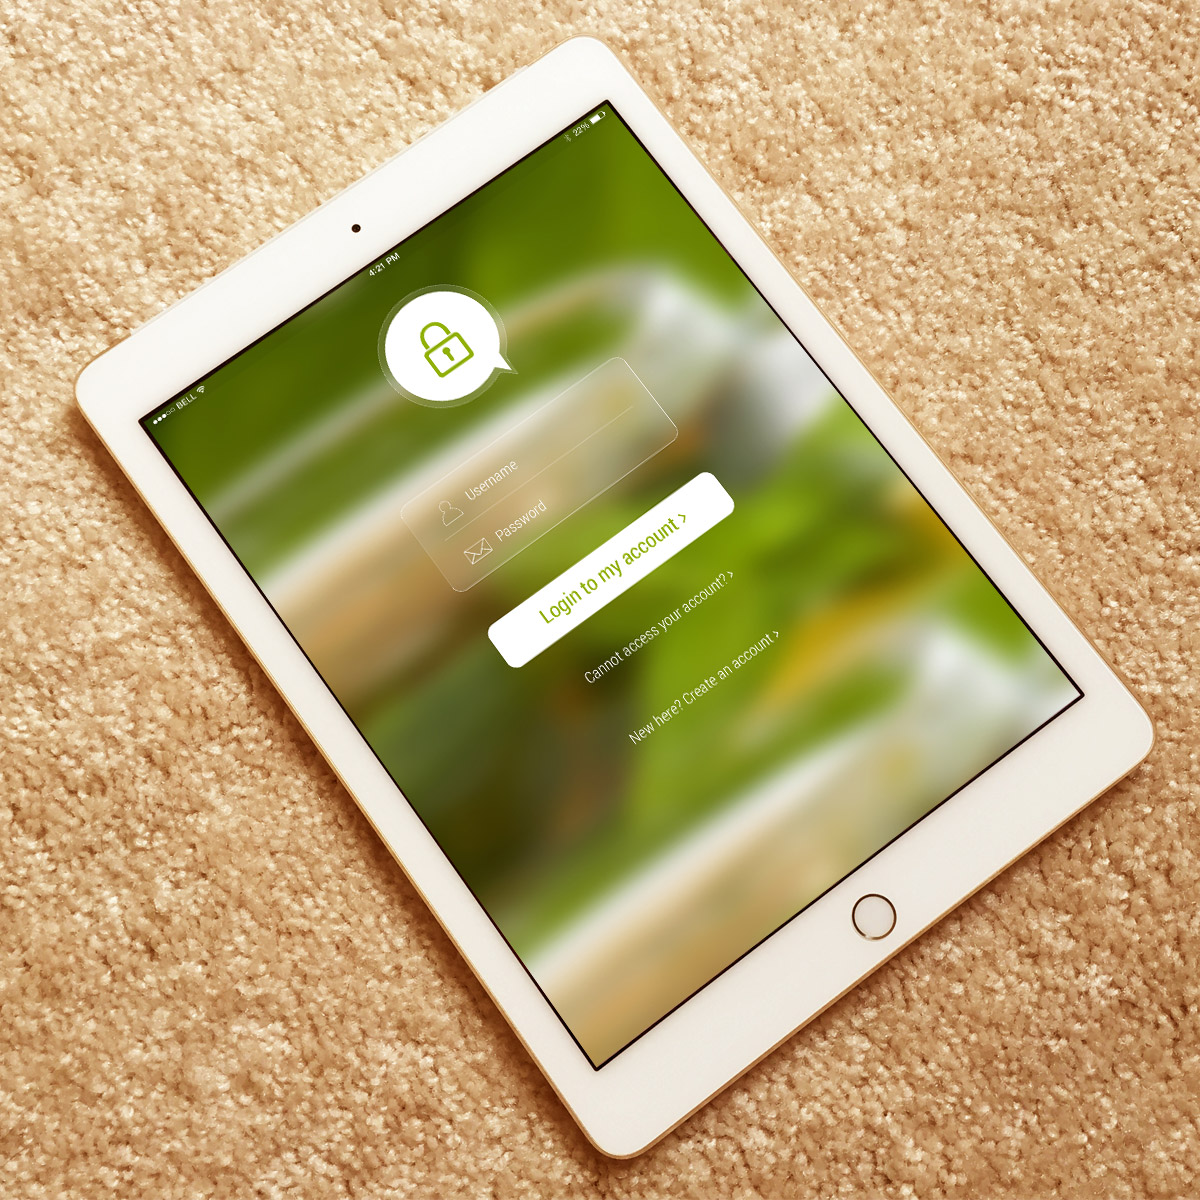 BELL
4:21 PM
22%
Username
Password
Login to my account ›
Cannot access your account? ›
New here? Create an account ›